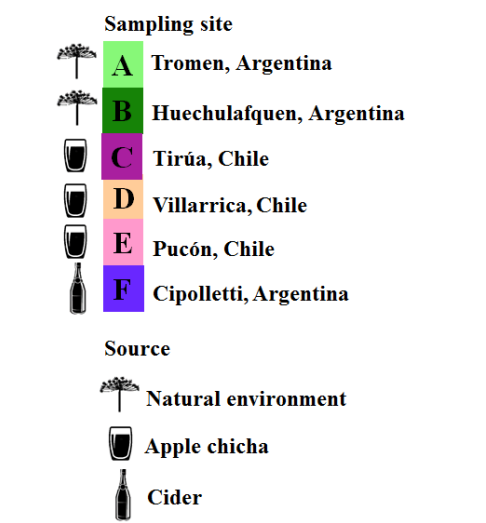 Sampling site
A Tromen, Argentina
B Huechulafquen, Argentina
C Tirúa, Chile
D Villarrica, Chile
E Pucón, Chile
F Cipolletti, Argentina
Source
Natural environment
Apple chicha
Cider